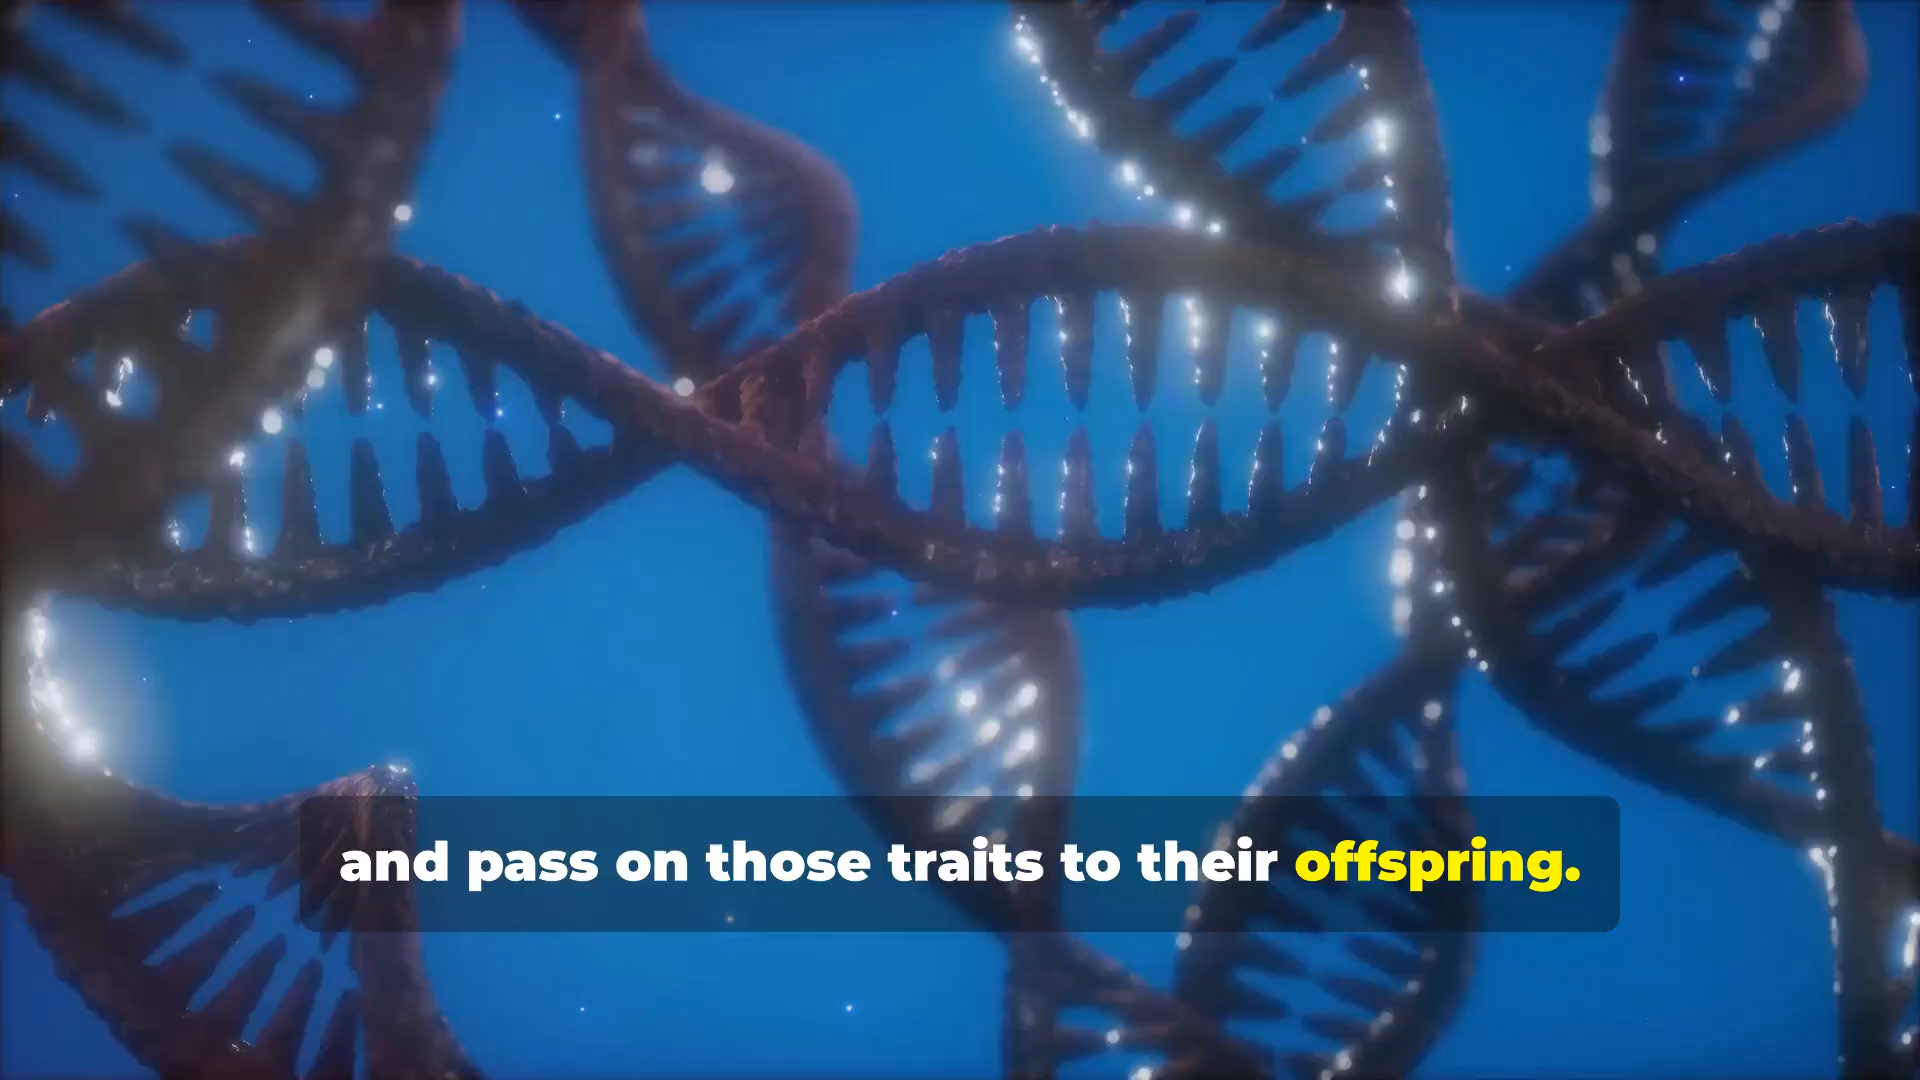 and pass on those traits to their offspring.